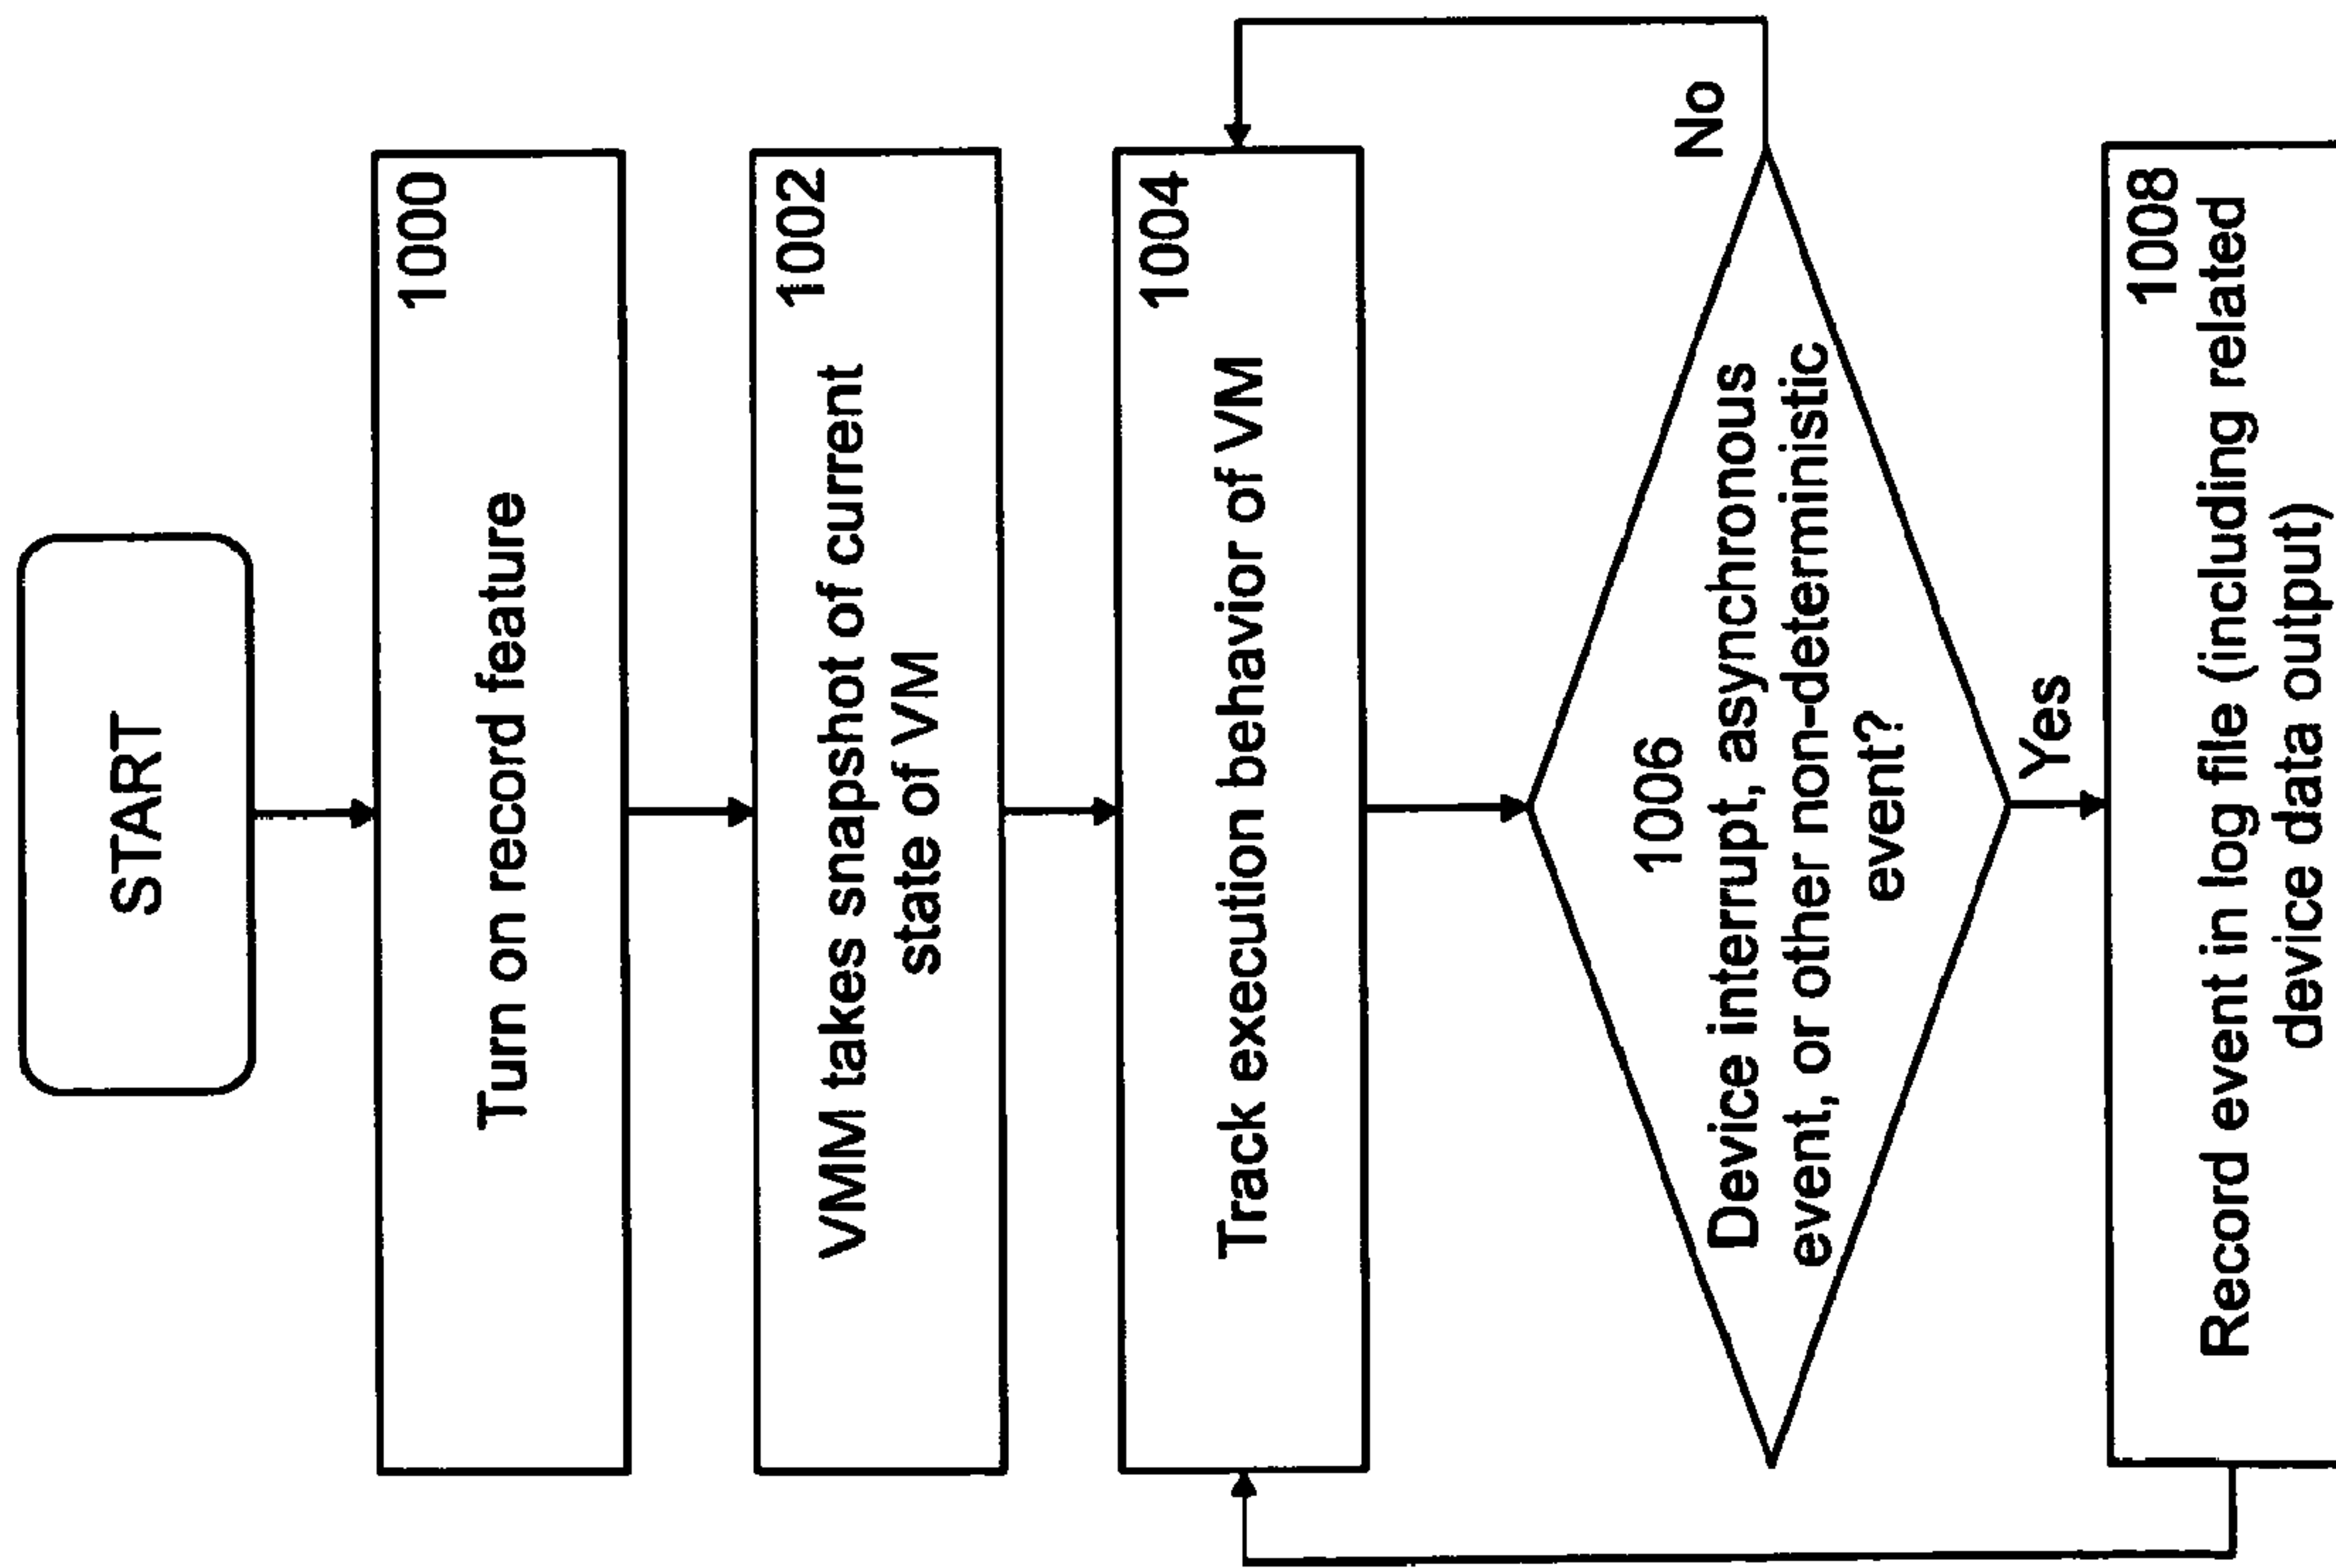 START
1000
Turn on record feature
1002
VMM takes snapshot of current
state of VM
1004
Track execution behavior of VM
1006
Device interrupt, asynchronous
event, or other non-deterministic
event?
No
Yes
1008
Record event in log file (including related
device data output)